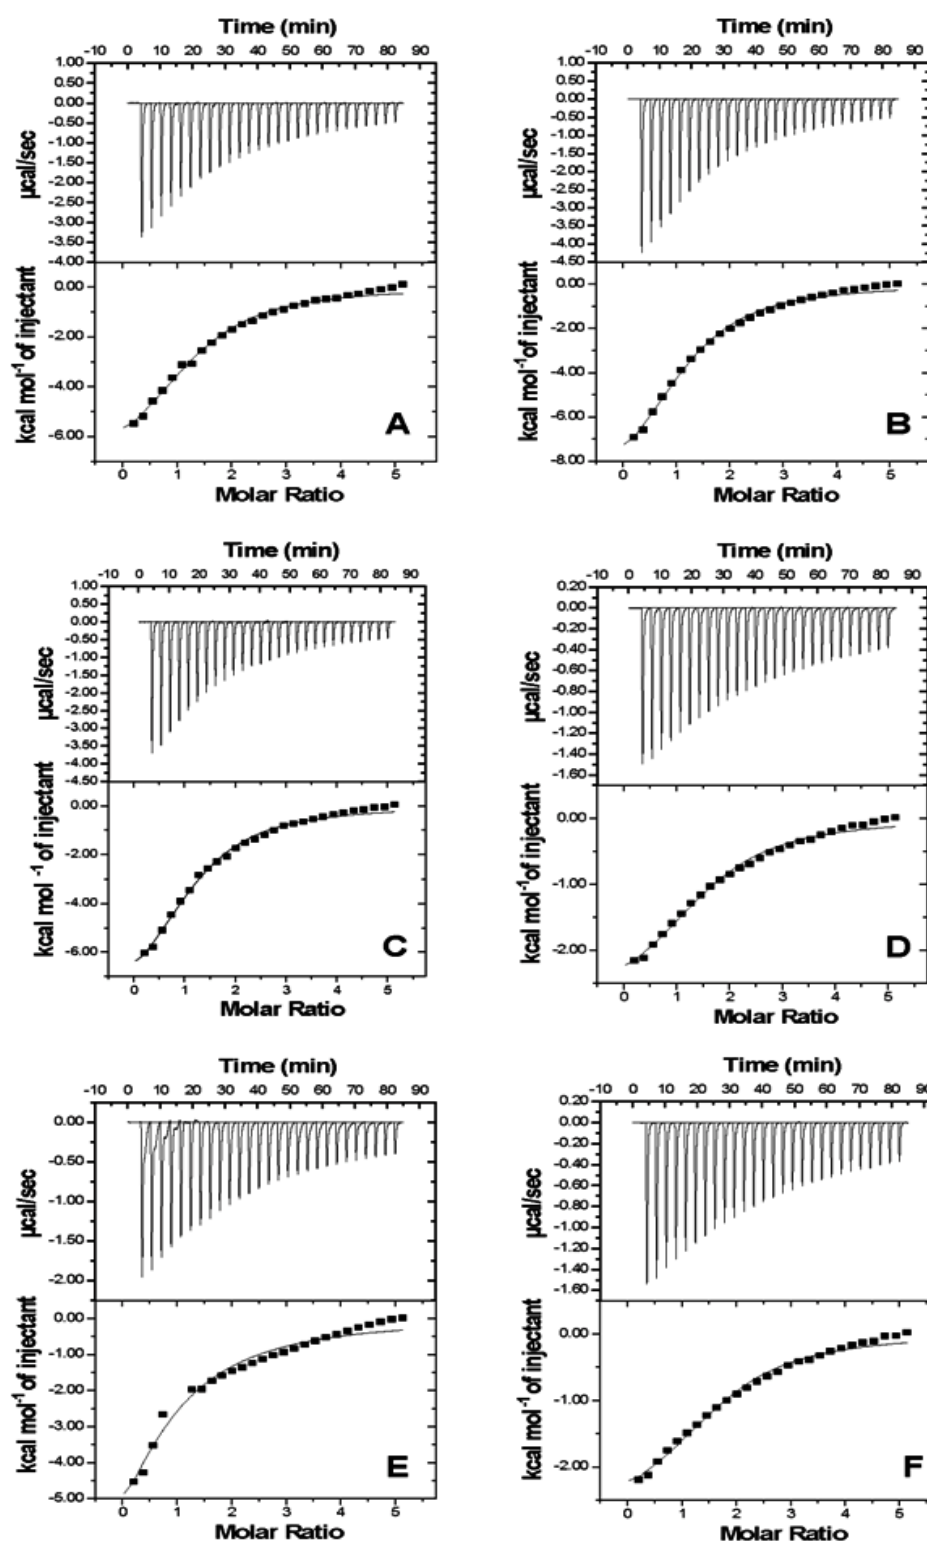 Time (min)
-10 0 10 20 30 40 50 60 70 80 90
1.00
0.50
0.00
-0.50
-1.00
-1.50
-2.00
-2.50
-3.00
-3.50
-4.00
µcal/sec
0.00
-2.00
-4.00
-6.00
kcal mol-1 of injectant
A
0 1 2 3 4 5
Molar Ratio
Time (min)
-10 0 10 20 30 40 50 60 70 80 90
1.00
0.50
0.00
-0.50
-1.00
-1.50
-2.00
-2.50
-3.00
-3.50
-4.00
-4.50
µcal/sec
0.00
-2.00
-4.00
-6.00
-8.00
kcal mol-1 of injectant
B
0 1 2 3 4 5
Molar Ratio
Time (min)
-10 0 10 20 30 40 50 60 70 80 90
1.00
0.50
0.00
-0.50
-1.00
-1.50
-2.00
-2.50
-3.00
-3.50
-4.50
µcal/sec
0.00
-2.00
-4.00
-6.00
kcal mol -1 of injectant
C
0 1 2 3 4 5
Molar Ratio
Time (min)
-10 0 10 20 30 40 50 60 70 80 90
0.20
0.00
-0.20
-0.40
-0.60
-0.80
-1.00
-1.20
-1.40
-1.60
µcal/sec
0.00
-1.00
-2.00
kcal mol-1 of injectant
D
0 1 2 3 4 5
Molar Ratio
Time (min)
-10 0 10 20 30 40 50 60 70 80 90
0.00
-0.50
-1.00
-1.50
-2.00
µcal/sec
0.00
-1.00
-2.00
-3.00
-4.00
-5.00
kcal mol-1 of injectant
E
0 1 2 3 4 5
Molar Ratio
Time (min)
-10 0 10 20 30 40 50 60 70 80 90
0.20
0.00
-0.20
-0.40
-0.60
-0.80
-1.00
-1.20
-1.40
-1.60
µcal/sec
0.00
-1.00
-2.00
kcal mol-1 of injectant
F
0 1 2 3 4 5
Molar Ratio